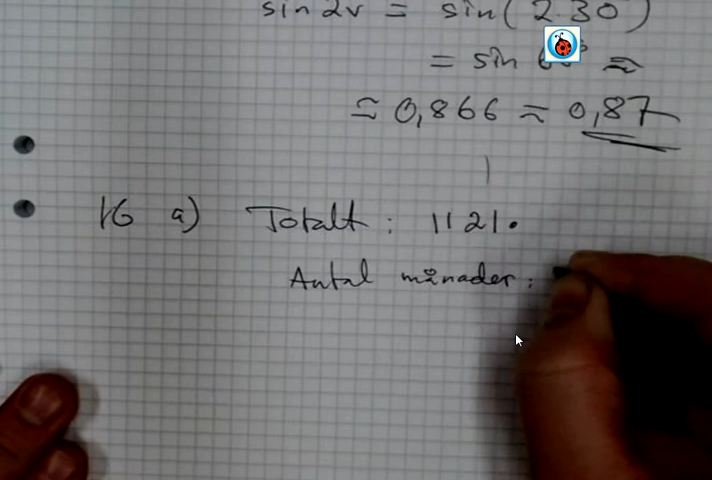 sin 2v = sin( 2·30°)
= sin 60° ≈
≈ 0,866 ≈ 0,87
16 a) Totalt : 1121.
Antal månader :